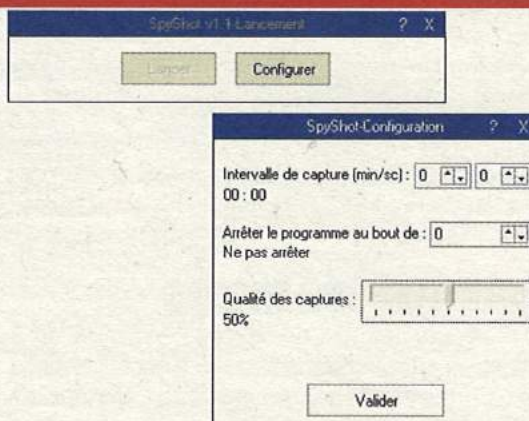 SpyShot v1.1-Lancement ? X
Lancer Configurer
SpyShot-Configuration ? X
Intervalle de capture (min/sc) : 0 0
00 : 00
Arrêter le programme au bout de : 0
Ne pas arrêter
Qualité des captures :
50%
Valider